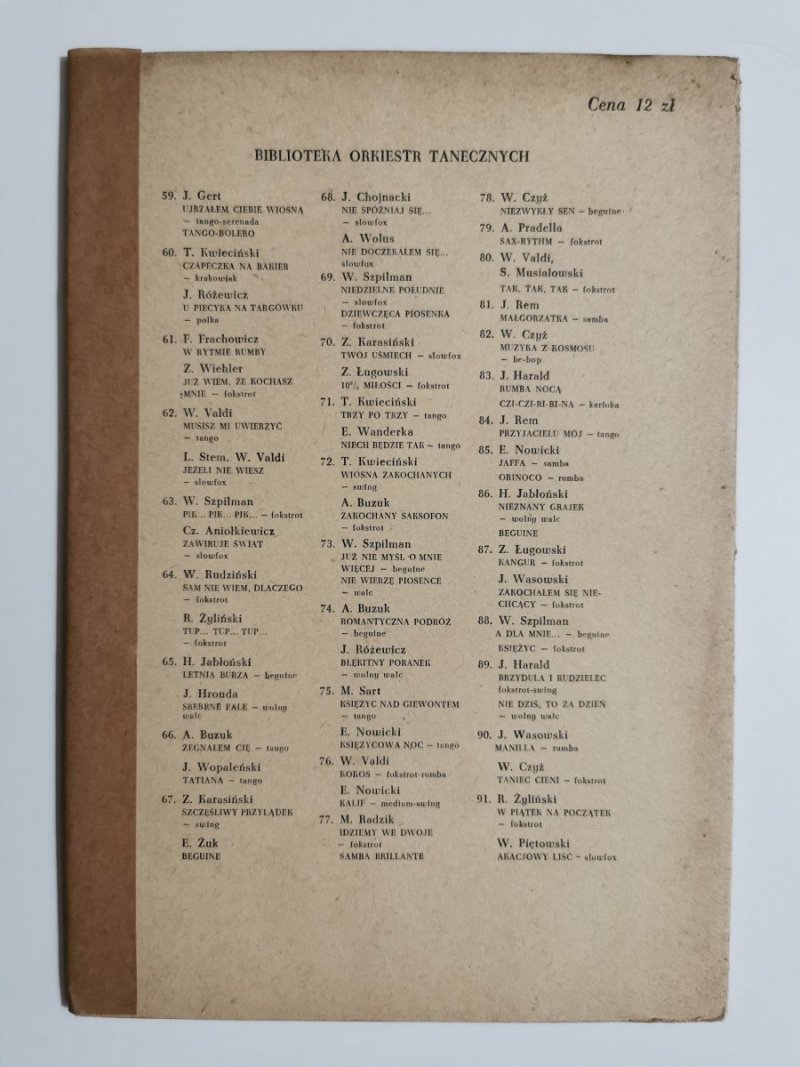 Cena 12 zł
BIBLIOTEKA ORKIESTR TANECZNYCH
59. J. Gert
UJRZAŁEM CIEBIE WIOSNĄ
— tango-serenada
TANGO-BOLERO
60. T. Kwieciński
CZAPECZKA NA BAKIER
— krakowiak
J. Różewicz
U PIECYKA NA TARGÓWKU
— polka
61. F. Frachowicz
W RYTMIE RUMBY
Z. Wiehler
JUŻ WIEM, ŻE KOCHASZ
MNIE — fokstrot
62. W. Valdi
MUSISZ MI UWIERZYĆ
— tango
L. Stem, W. Valdi
JEŻELI NIE WIESZ
— slowfox
63. W. Szpilman
PIK... PIK... PIK... — fokstrot
Cz. Aniołkiewicz
ZAWIRUJE ŚWIAT
— slowfox
64. W. Rudziński
SAM NIE WIEM, DLACZEGO
— fokstrot
R. Żyliński
TUP... TUP... TUP...
— fokstrot
65. H. Jabłoński
LETNIA BURZA — beguine
J. Hrouda
SREBRNE FALE — wolny
walc
66. A. Buzuk
ŻEGNAŁEM CIĘ — tango
J. Wopaleński
TATIANA — tango
67. Z. Karasiński
SZCZĘŚLIWY PRZYLĄDEK
— swing
E. Żuk
BEGUINE
68. J. Chojnacki
NIE SPÓŹNIAJ SIĘ...
— slowfox
A. Wolus
NIE DOCZEKAŁEM SIĘ...
slowfox
69. W. Szpilman
NIEDZIELNE POŁUDNIE
— slowfox
DZIEWCZĘCA PIOSENKA
— fokstrot
70. Z. Karasiński
TWÓJ UŚMIECH — slowfox
Z. Ługowski
10% MIŁOŚCI — fokstrot
71. T. Kwieciński
TRZY PO TRZY — tango
E. Wanderka
NIECH BĘDZIE TAK — tango
72. T. Kwieciński
WIOSNA ZAKOCHANYCH
— swing
A. Buzuk
ZAKOCHANY SAKSOFON
— fokstrot
73. W. Szpilman
JUŻ NIE MYŚL O MNIE
WIĘCEJ — beguine
NIE WIERZĘ PIOSENCE
— walc
74. A. Buzuk
ROMANTYCZNA PODRÓŻ
— beguine
J. Różewicz
BŁĘKITNY PORANEK
— wolny walc
75. M. Sart
KSIĘŻYC NAD GIEWONTEM
— tango
E. Nowicki
KSIĘŻYCOWA NOC — tango
76. W. Valdi
KOKOS — fokstrot-rumba
E. Nowicki
KALIF — medium-swing
77. M. Radzik
IDZIEMY WE DWOJE
— fokstrot
SAMBA BRILLANTE
78. W. Czyż
NIEZWYKŁY SEN — beguine
79. A. Pradella
SAX-RYTHM — fokstrot
80. W. Valdi,
S. Musiałowski
TAK, TAK, TAK — fokstrot
81. J. Rem
MAŁGORZATKA — samba
82. W. Czyż
MUZYKA Z KOSMOSU
— be-bop
83. J. Harald
RUMBA NOCĄ
CZI-CZI-RI-BI-NA — karioka
84. J. Rem
PRZYJACIELU MÓJ — tango
85. E. Nowicki
JAFFA — samba
ORINOCO — rumba
86. H. Jabłoński
NIEZNANY GRAJEK
— wolny walc
BEGUINE
87. Z. Ługowski
KANGUR — fokstrot
J. Wasowski
ZAKOCHAŁEM SIĘ NIE-
CHCĄCY — fokstrot
88. W. Szpilman
A DLA MNIE... — beguine
KSIĘŻYC — fokstrot
89. J. Harald
BRZYDULA I RUDZIELEC
fokstrot-swing
NIE DZIŚ, TO ZA DZIEŃ
— wolny walc
90. J. Wasowski
MANILLA — rumba
W. Czyż
TANIEC CIENI — fokstrot
91. R. Żyliński
W PIĄTEK NA POCZĄTEK
— fokstrot
W. Piętowski
AKACJOWY LIŚĆ — slowfox